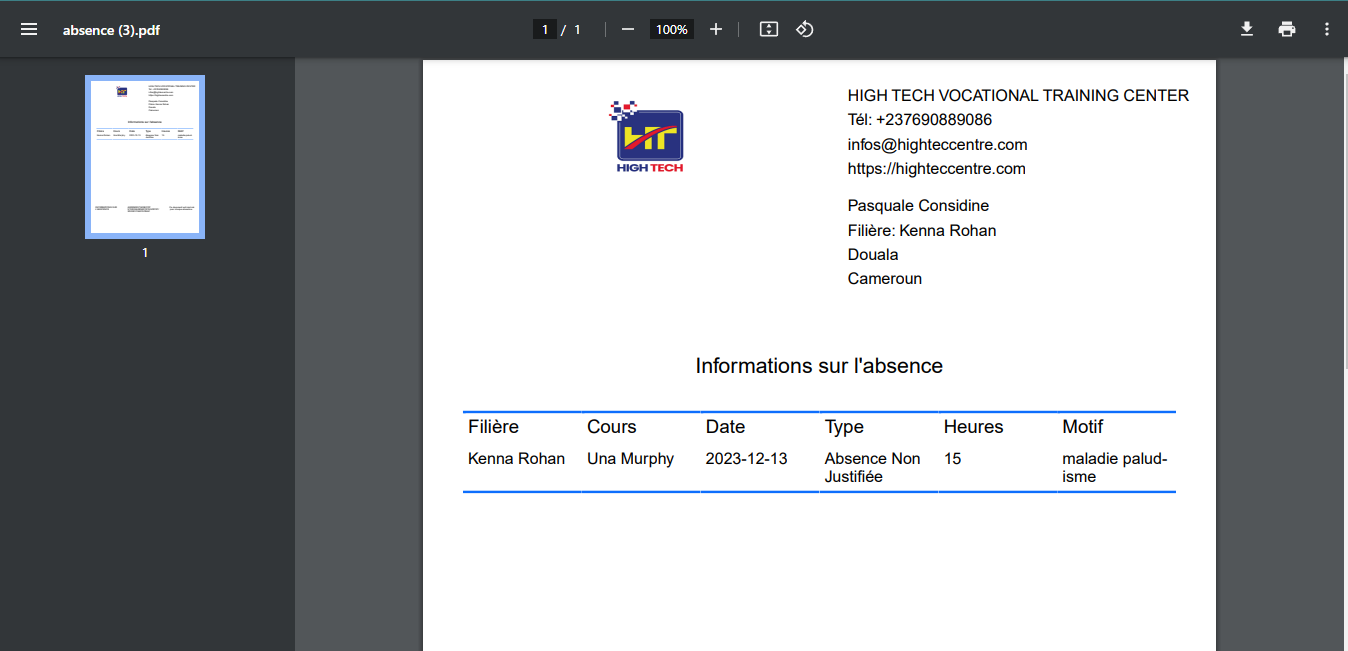 absence (3).pdf
1 / 1
100%
1
HIGH TECH
HIGH TECH VOCATIONAL TRAINING CENTER
Tél: +237690889086
infos@highteccentre.com
https://highteccentre.com
Pasquale Considine
Filière: Kenna Rohan
Douala
Cameroun
Informations sur l'absence
Filière Cours Date Type Heures Motif
Kenna Rohan Una Murphy 2023-12-13 Absence Non 15 maladie palud-
Justifiée isme